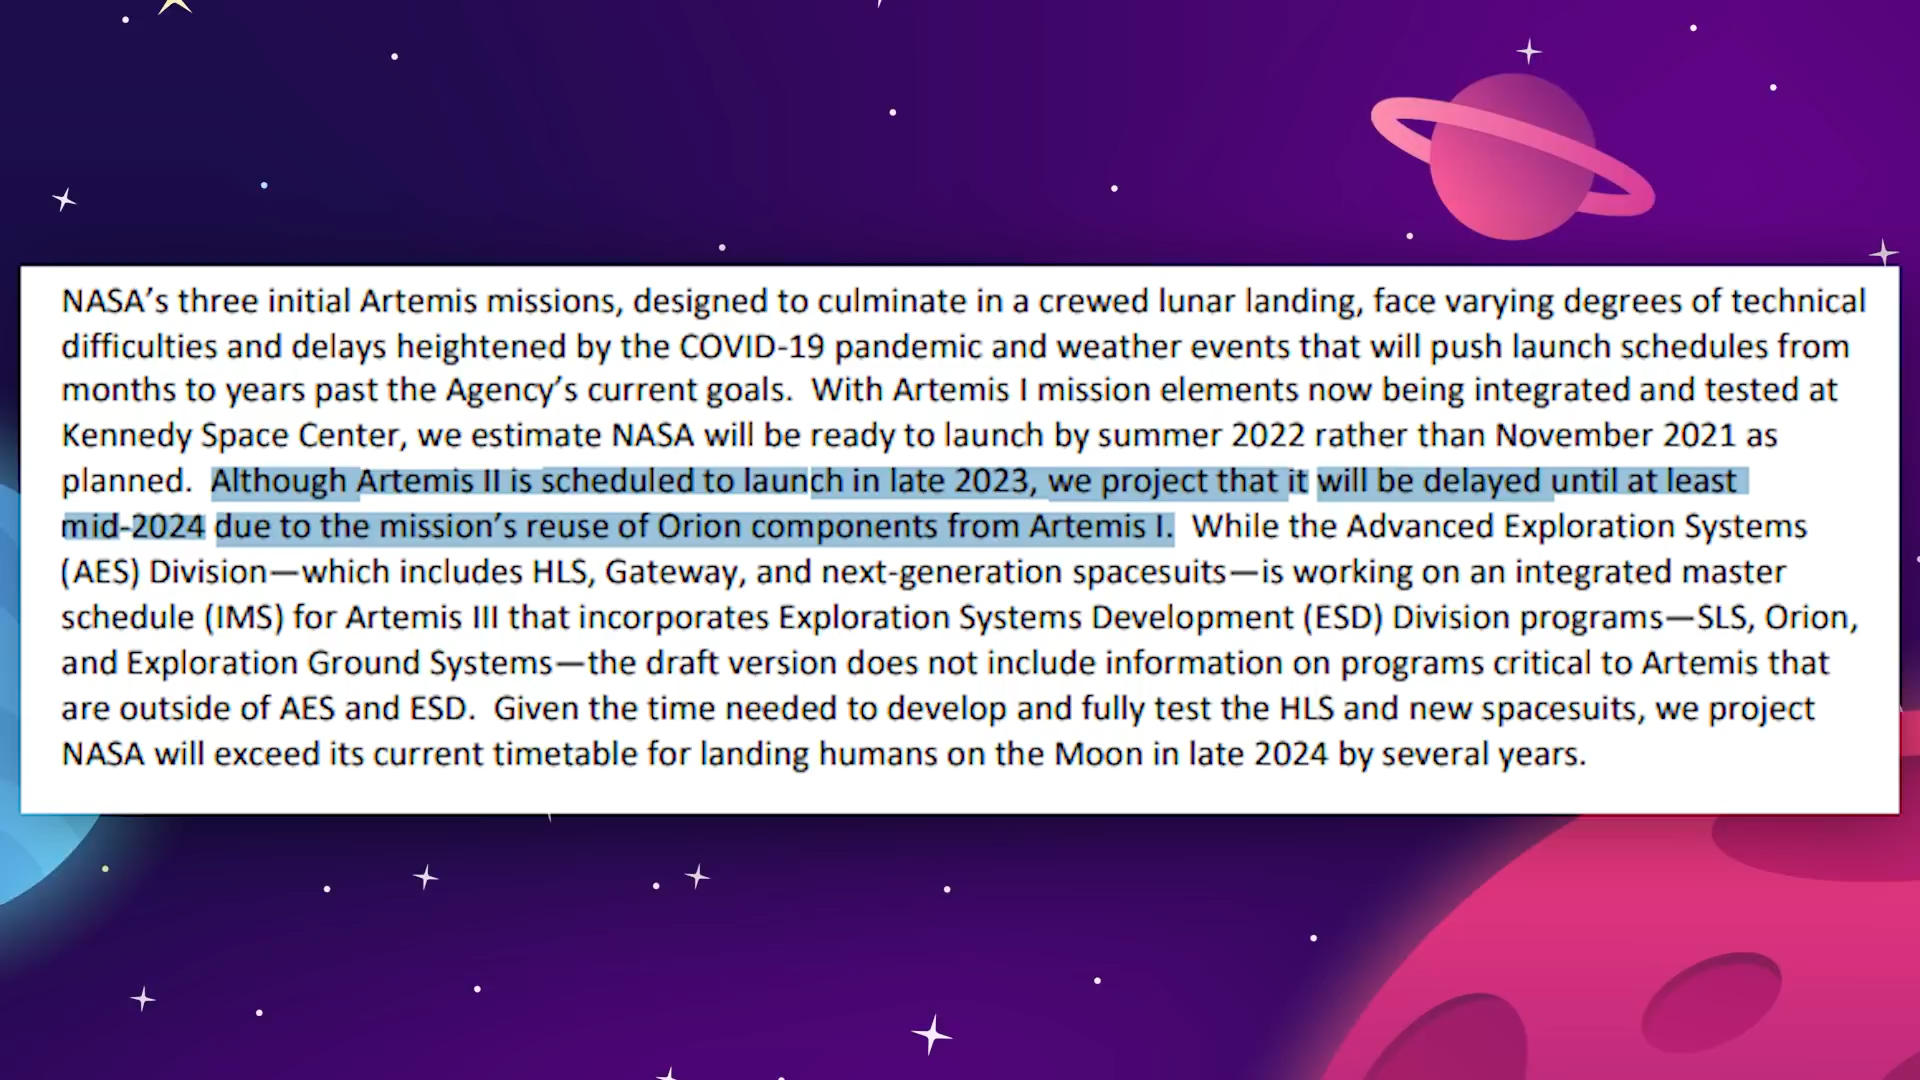 NASA’s three initial Artemis missions, designed to culminate in a crewed lunar landing, face varying degrees of technical
difficulties and delays heightened by the COVID-19 pandemic and weather events that will push launch schedules from
months to years past the Agency’s current goals.  With Artemis I mission elements now being integrated and tested at
Kennedy Space Center, we estimate NASA will be ready to launch by summer 2022 rather than November 2021 as
planned.  Although Artemis II is scheduled to launch in late 2023, we project that it will be delayed until at least
mid-2024 due to the mission’s reuse of Orion components from Artemis I.  While the Advanced Exploration Systems
(AES) Division—which includes HLS, Gateway, and next-generation spacesuits—is working on an integrated master
schedule (IMS) for Artemis III that incorporates Exploration Systems Development (ESD) Division programs—SLS, Orion,
and Exploration Ground Systems—the draft version does not include information on programs critical to Artemis that
are outside of AES and ESD.  Given the time needed to develop and fully test the HLS and new spacesuits, we project
NASA will exceed its current timetable for landing humans on the Moon in late 2024 by several years.